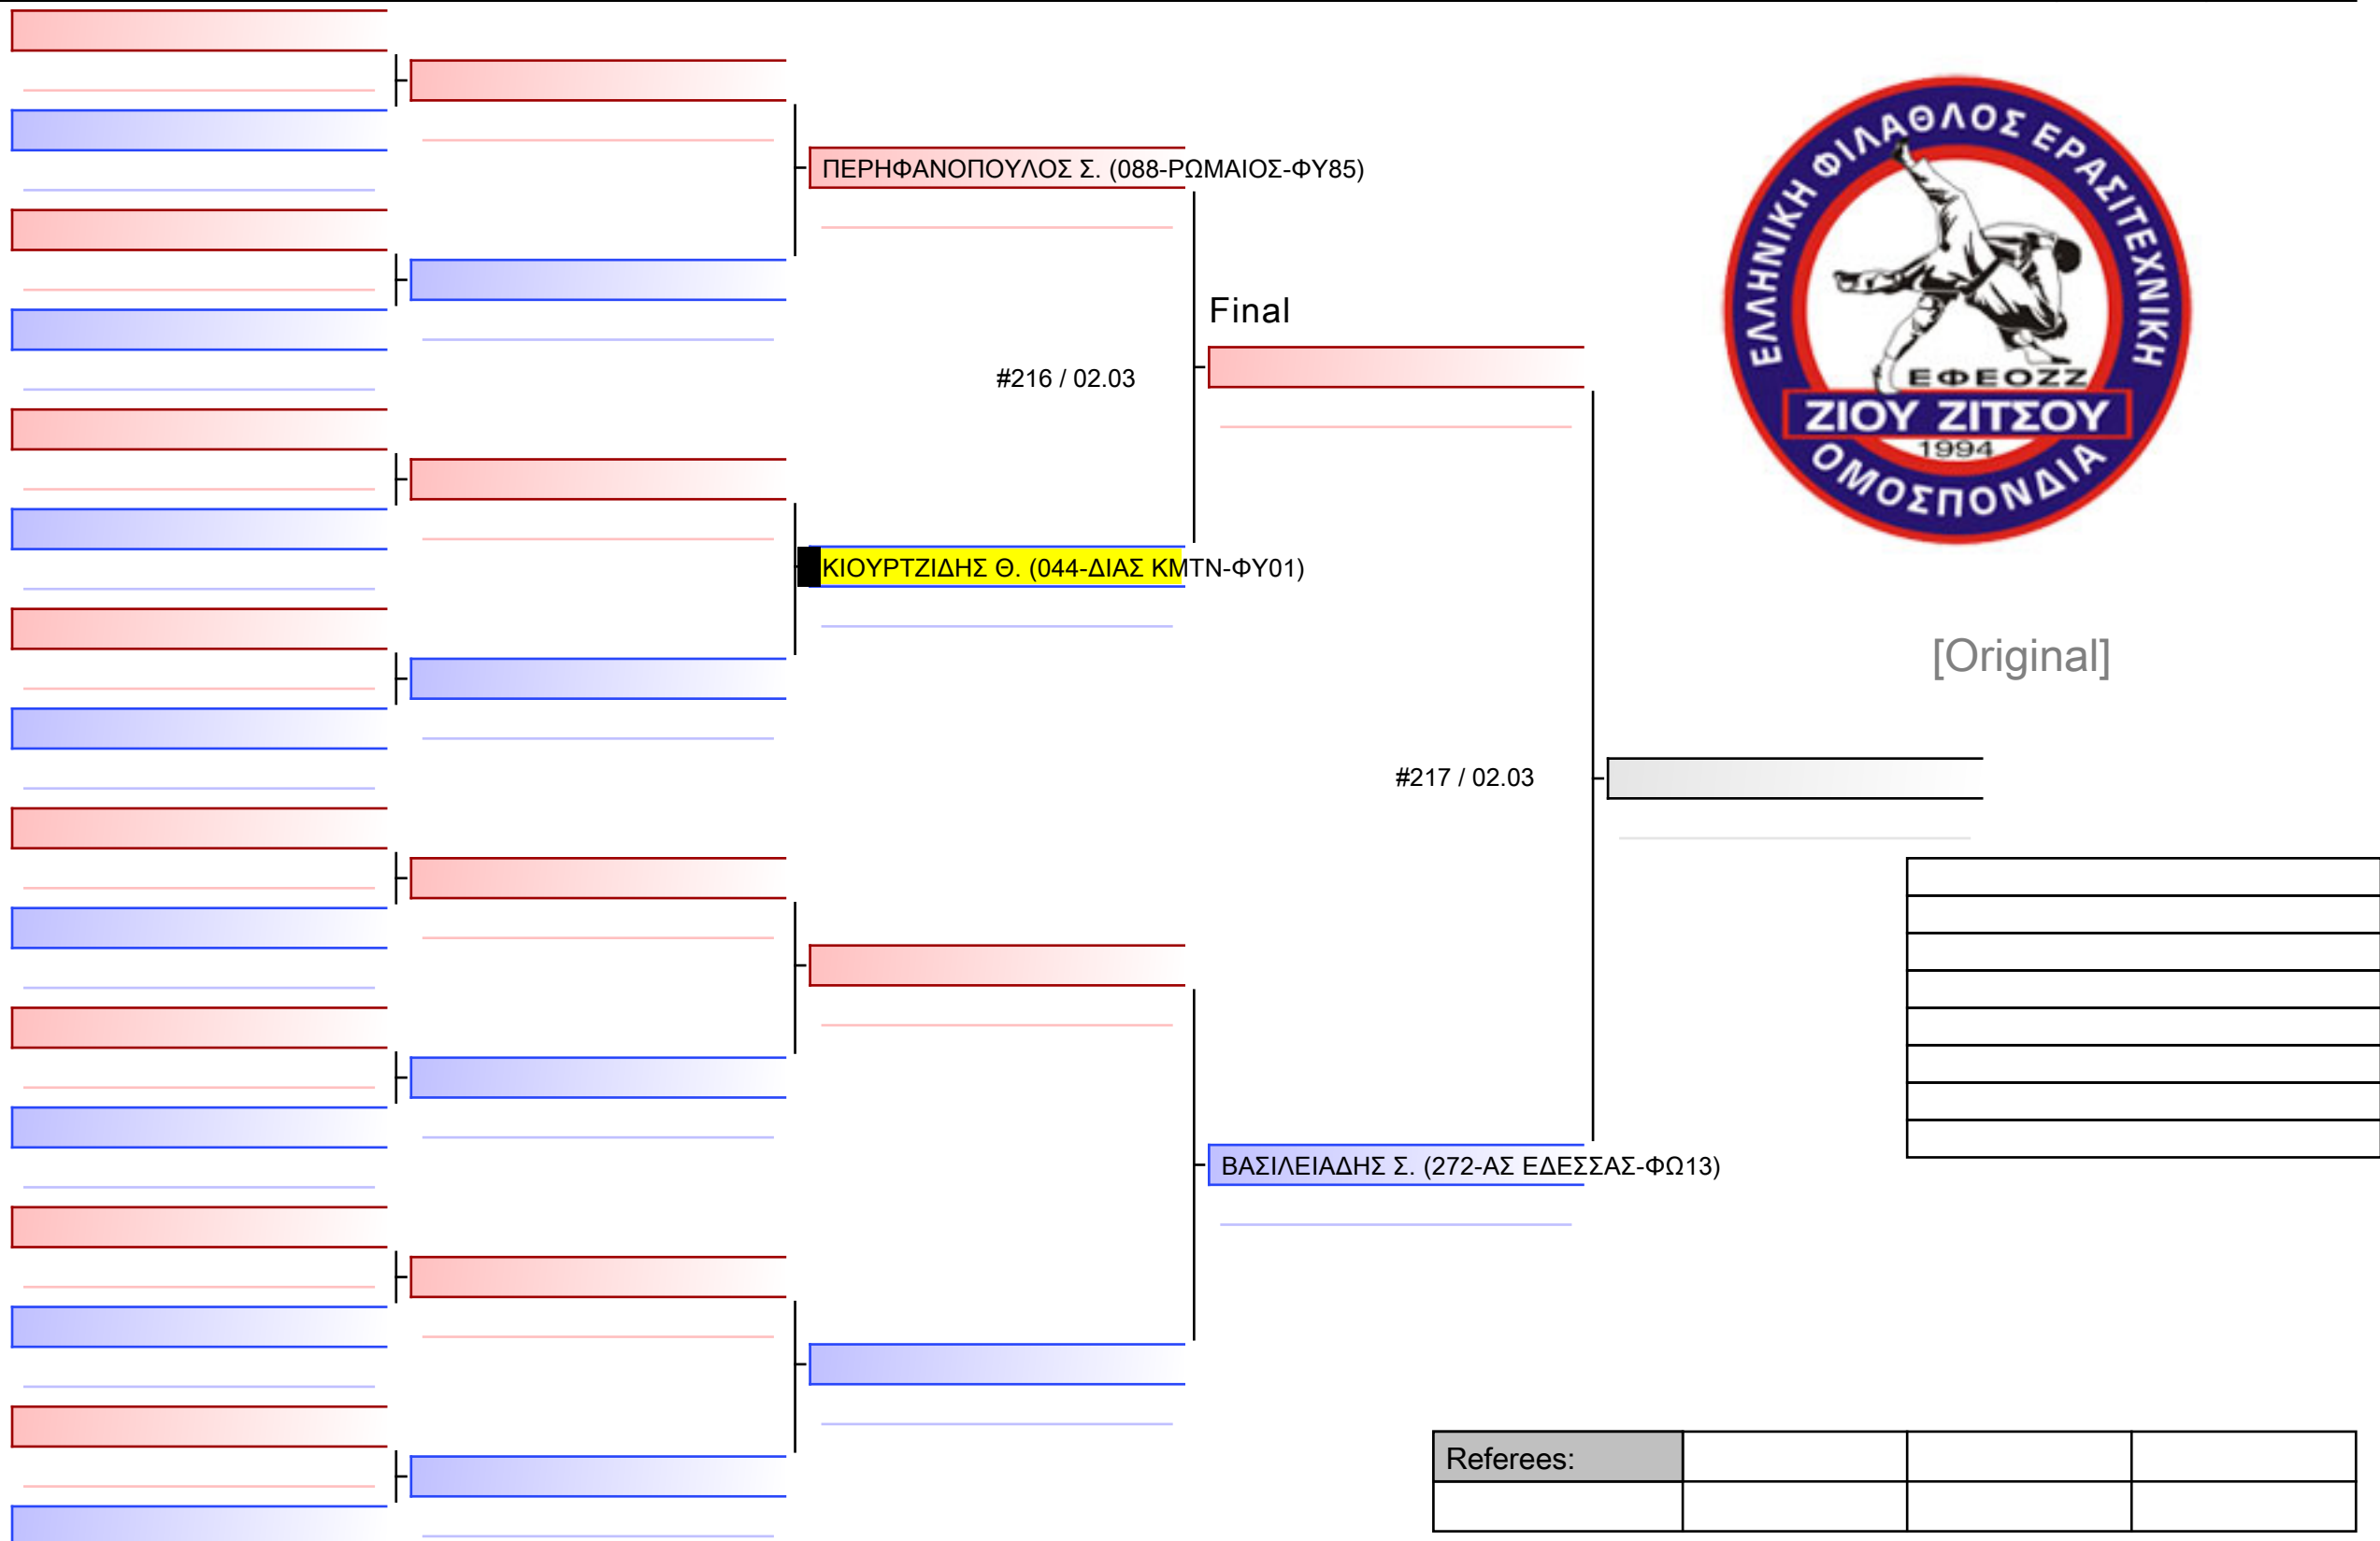 ΠΕΡΗΦΑΝΟΠΟΥΛΟΣ Σ. (088-ΡΩΜΑΙΟΣ-ΦΥ85)
Final
#216 / 02.03
ΚΙΟΥΡΤΖΙΔΗΣ Θ. (044-ΔΙΑΣ ΚΜΤΝ-ΦΥ01)
ΕΛΛΗΝΙΚΗ ΦΙΛΑΘΛΟΣ ΕΡΑΣΙΤΕΧΝΙΚΗ
ΕΦΕΟΖΖ
ΖΙΟΥ ΖΙΤΣΟΥ
1994
ΟΜΟΣΠΟΝΔΙΑ
[Original]
#217 / 02.03
ΒΑΣΙΛΕΙΑΔΗΣ Σ. (272-ΑΣ ΕΔΕΣΣΑΣ-ΦΩ13)
Referees: